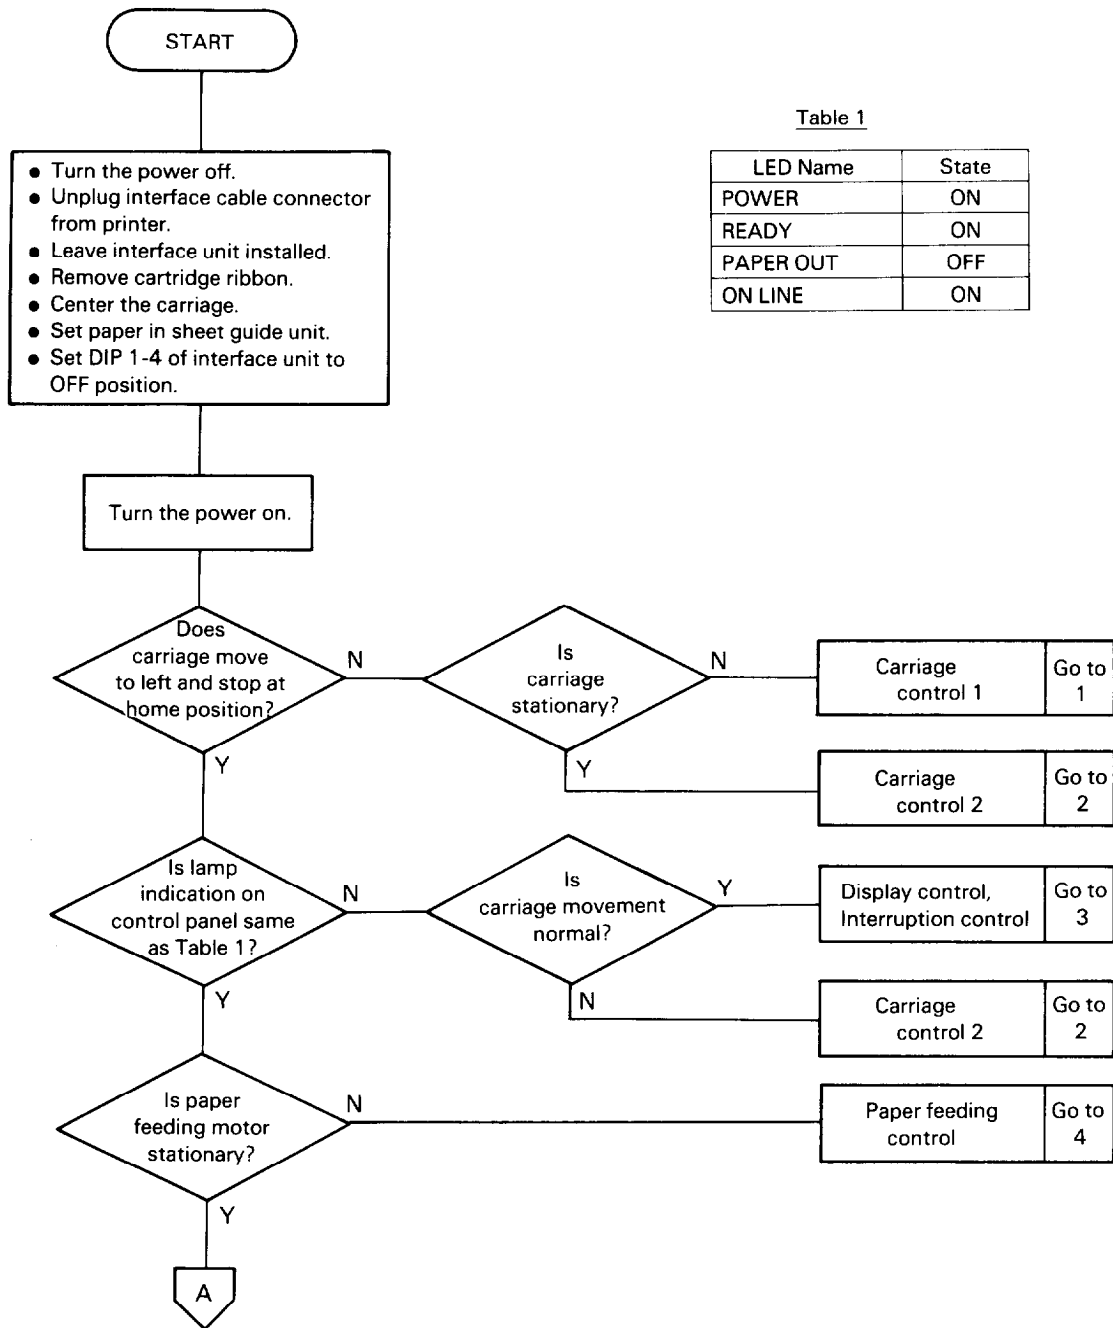 START
● Turn the power off.
● Unplug interface cable connector
from printer.
● Leave interface unit installed.
● Remove cartridge ribbon.
● Center the carriage.
● Set paper in sheet guide unit.
● Set DIP 1-4 of interface unit to
OFF position.
Table 1
LED Name State
POWER ON
READY ON
PAPER OUT OFF
ON LINE ON
Turn the power on.
Does
carriage move
to left and stop at
home position?
N
Y
Is
carriage
stationary?
N
Y
Carriage
control 1
Go to
1
Carriage
control 2
Go to
2
Is lamp
indication on
control panel same
as Table 1?
N
Y
Is
carriage movement
normal?
Y
N
Display control,
Interruption control
Go to
3
Carriage
control 2
Go to
2
Is paper
feeding motor
stationary?
N
Y
Paper feeding
control
Go to
4
A